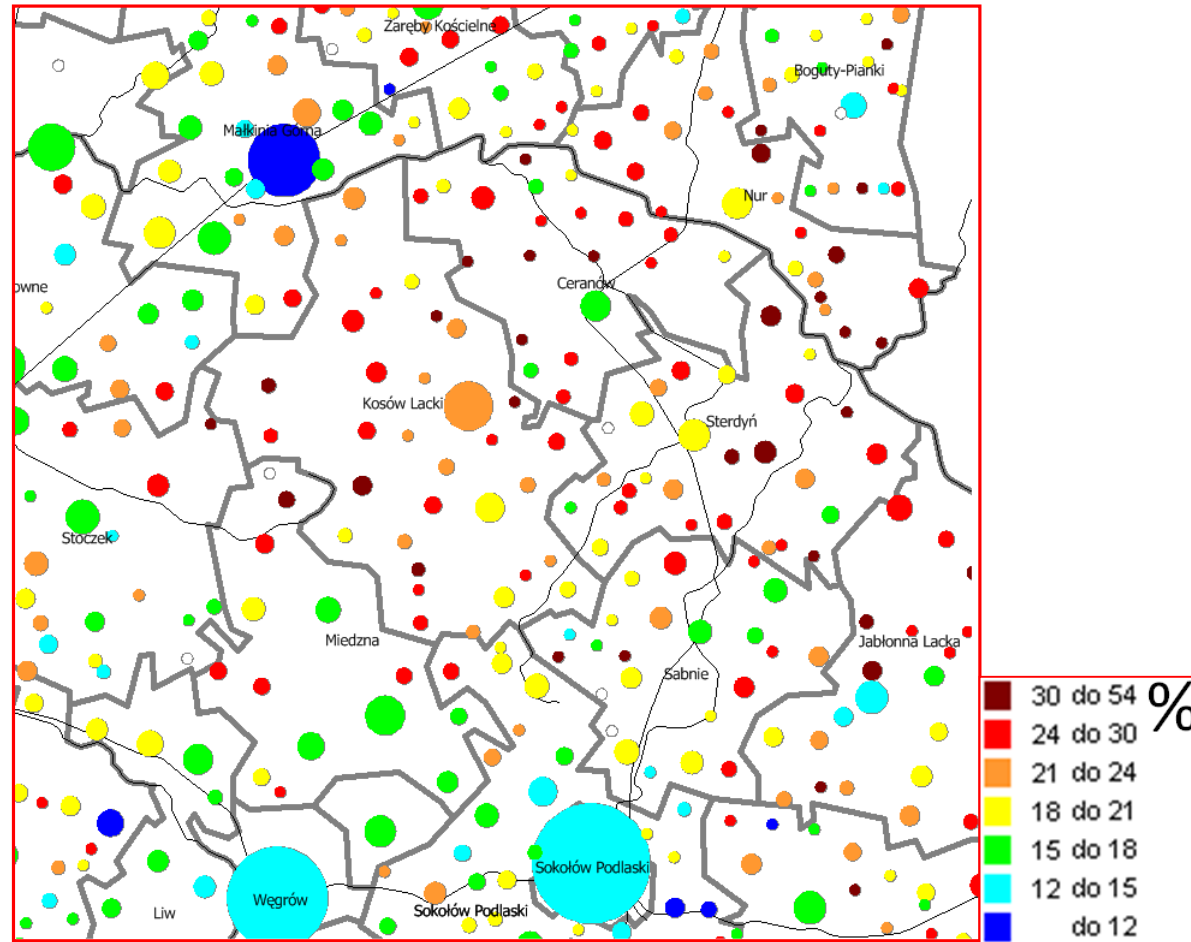 Zaręby Kościelne
Boguty-Pianki
Małkinia Górna
Nur
owne
Ceranów
Kosów Lacki
Sterdyń
Stoczek
Miedzna
Jabłonna Lacka
Sabnie
30 do 54 %
24 do 30
21 do 24
18 do 21
15 do 18
12 do 15
do 12
Sokołów Podlaski
Węgrów
Sokołów Podlaski
Liw